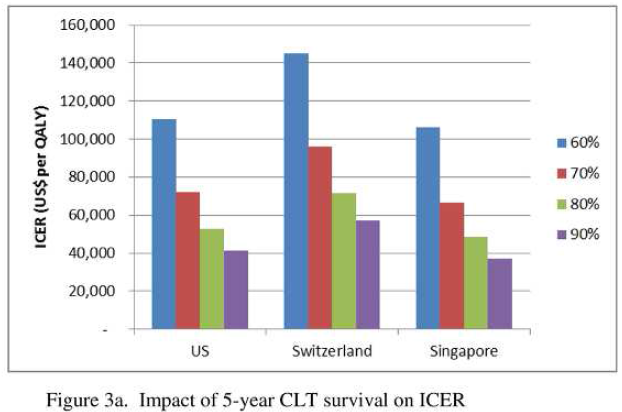 160,000
140,000
120,000
100,000
80,000
60,000
40,000
20,000
-
ICER (US$ per QALY)
US
Switzerland
Singapore
60%
70%
80%
90%
Figure 3a. Impact of 5-year CLT survival on ICER